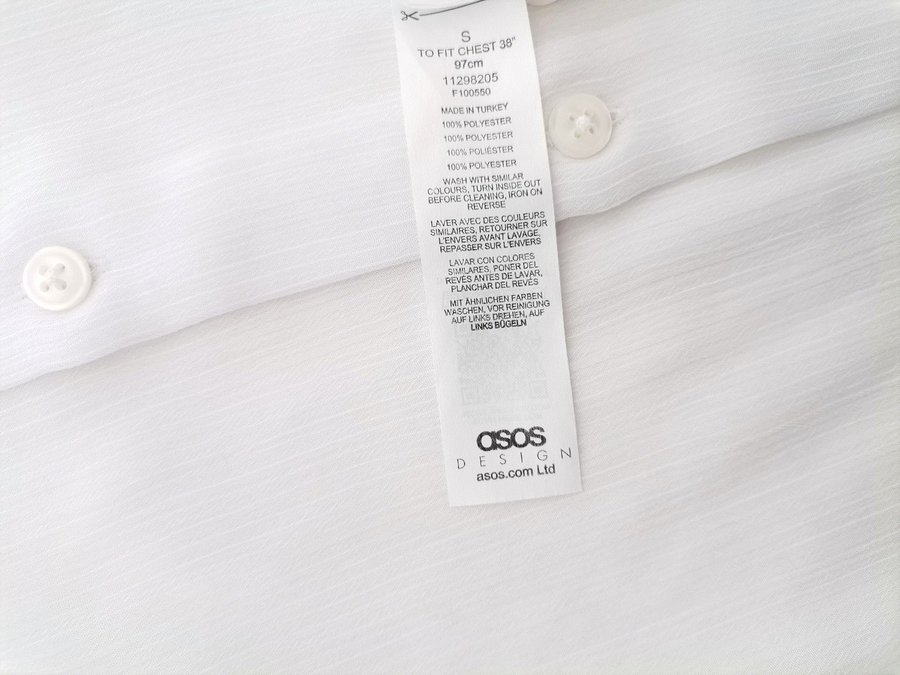 S
TO FIT CHEST 38"
97cm
11298205
F100550
MADE IN TURKEY
100% POLYESTER
100% POLYESTER
100% POLIÉSTER
100% POLYESTER
WASH WITH SIMILAR
COLOURS, TURN INSIDE OUT
BEFORE CLEANING, IRON ON
REVERSE
LAVER AVEC DES COULEURS
SIMILAIRES, RETOURNER SUR
L'ENVERS AVANT LAVAGE,
REPASSER SUR L'ENVERS
LAVAR CON COLORES
SIMILARES, PONER DEL
REVÉS ANTES DE LAVAR,
PLANCHAR DEL REVÉS
MIT ÄHNLICHEN FARBEN
WASCHEN, VOR REINIGUNG
AUF LINKS DREHEN, AUF
LINKS BÜGELN
asos
DESIGN
asos.com Ltd